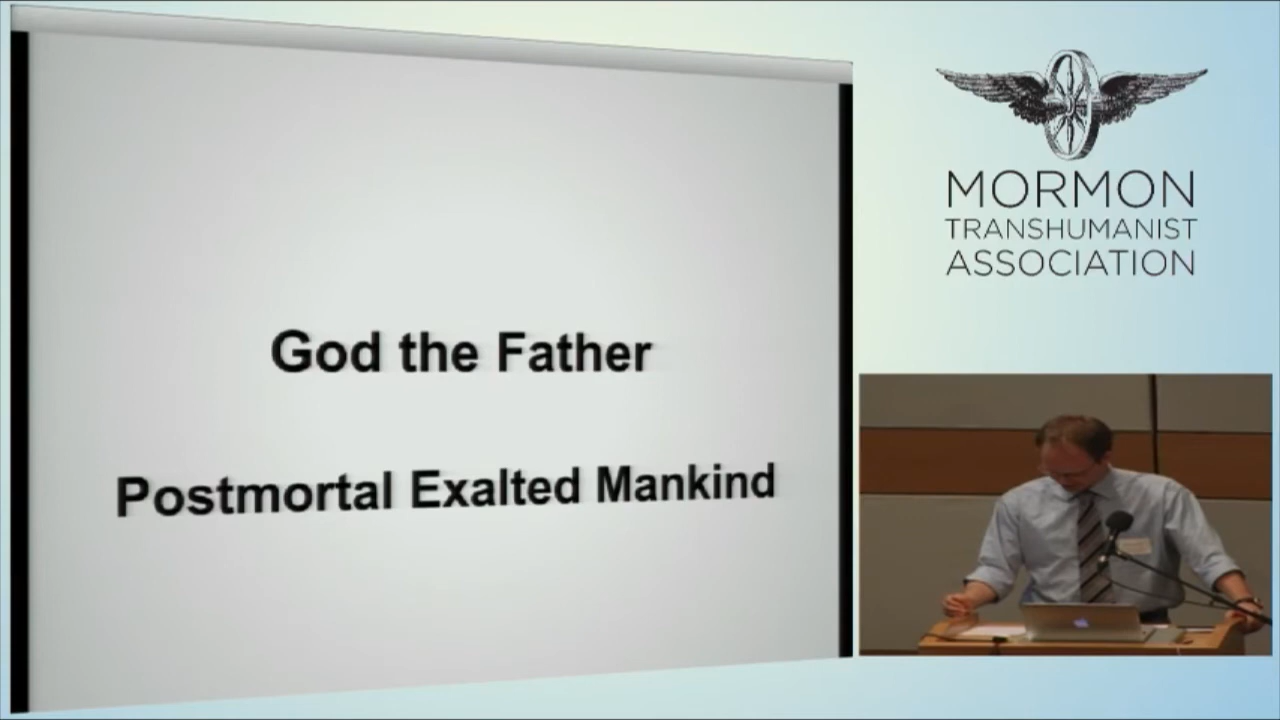 God the Father
Postmortal Exalted Mankind
MORMON
TRANSHUMANIST
ASSOCIATION